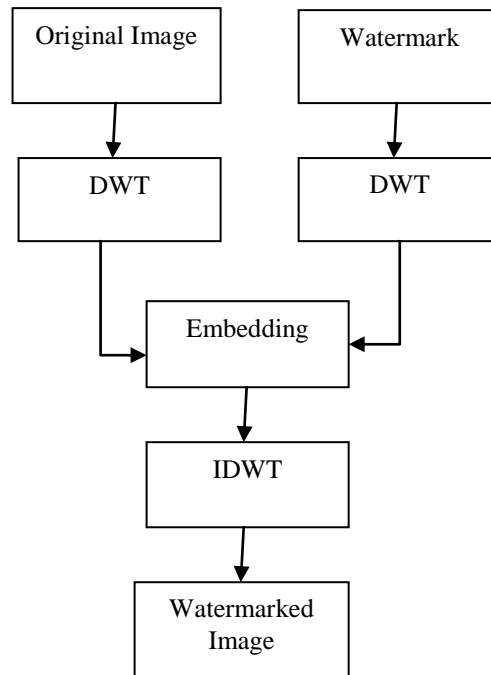 Original Image
Watermark
DWT
DWT
Embedding
IDWT
Watermarked
Image